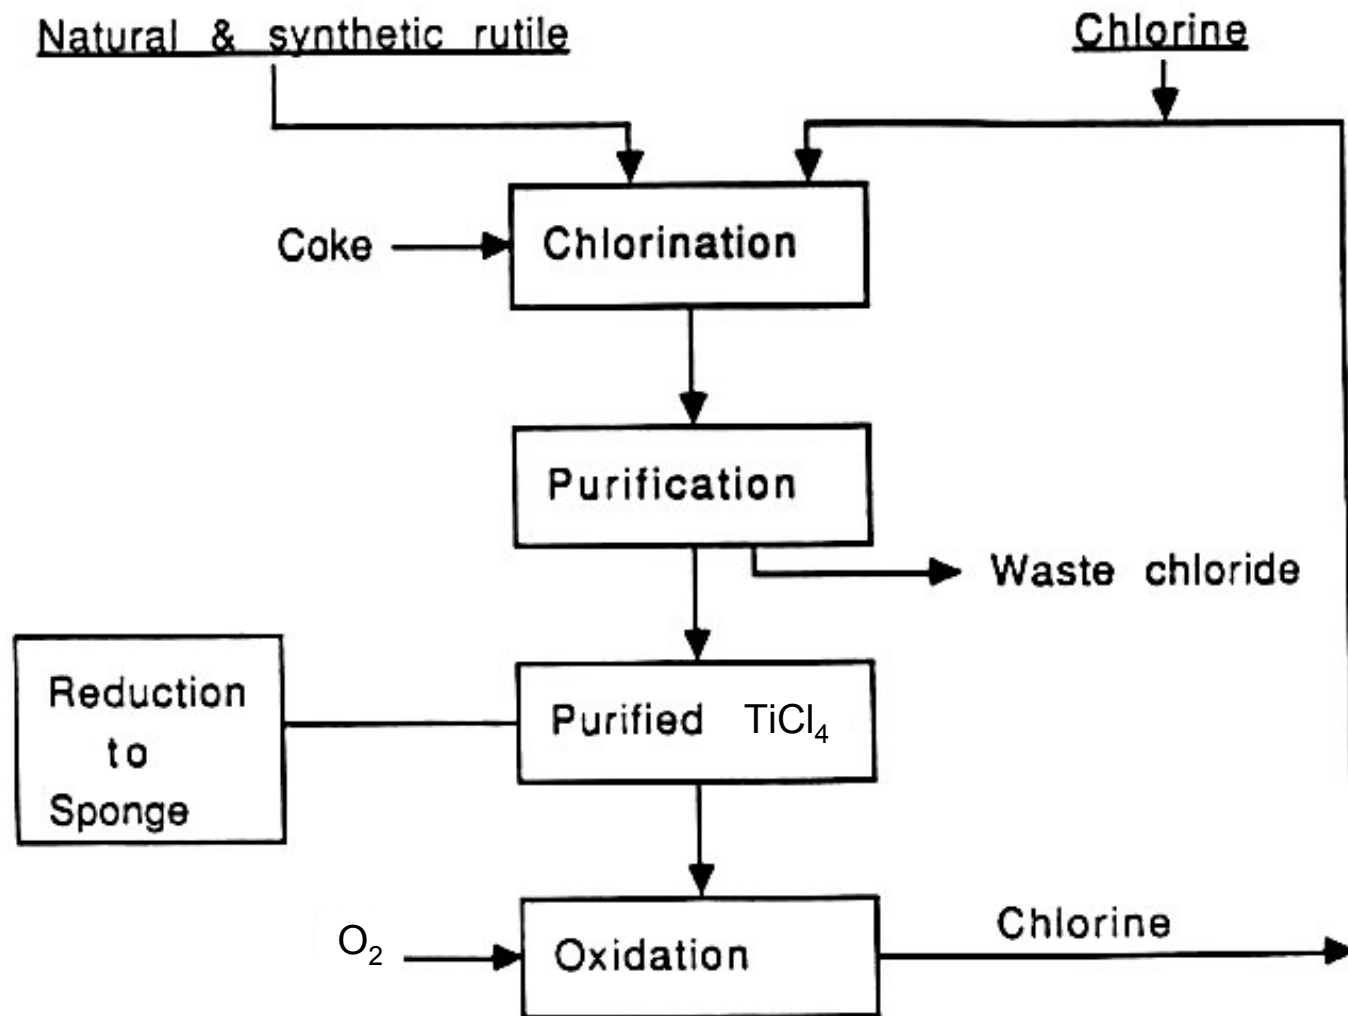 Natural & synthetic rutile
Chlorine
Coke
Chlorination
Purification
Waste chloride
Reduction
to
Sponge
Purified TiCl₄
O₂
Oxidation
Chlorine